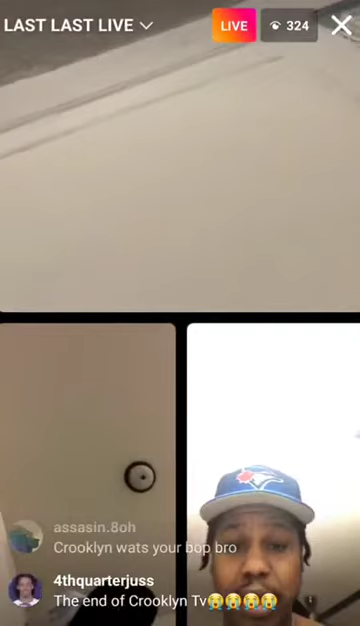 LAST LAST LIVE
LIVE
324
assasin.8oh
Crooklyn wats your bop bro
4thquarterjuss
The end of Crooklyn Tv😭😭😭😭